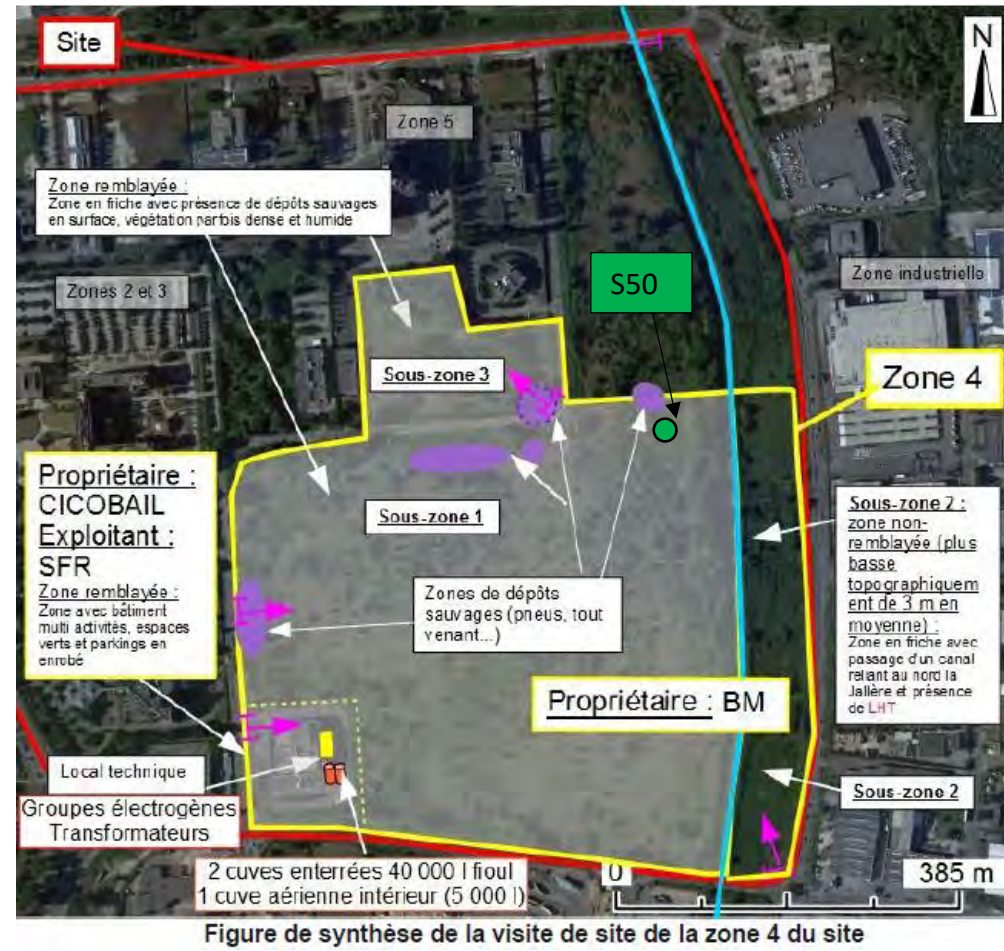 Site
N
Zone 5
Zone remblayée :
Zone en friche avec présence de dépôts sauvages
en surface, végétation parfois dense et humide
Zones 2 et 3
S50
Zone industrielle
Sous-zone 3
Zone 4
Propriétaire :
CICOBAIL
Exploitant :
SFR
Zone remblayée :
Zone avec bâtiment
multi activités, espaces
verts et parkings en
enrobé
Sous-zone 1
Sous-zone 2 :
zone non-
remblayée (plus
basse
topographiquem
ent de 3 m en
moyenne) :
Zone en friche avec
passage d'un canal
reliant au nord la
Jallère et présence
de LHT
Zones de dépôts
sauvages (pneus, tout
venant...)
Propriétaire : BM
Local technique
Sous-zone 2
Groupes électrogènes
Transformateurs
2 cuves enterrées 40 000 l fioul
1 cuve aérienne intérieur (5 000 l)
0
385 m
Figure de synthèse de la visite de site de la zone 4 du site